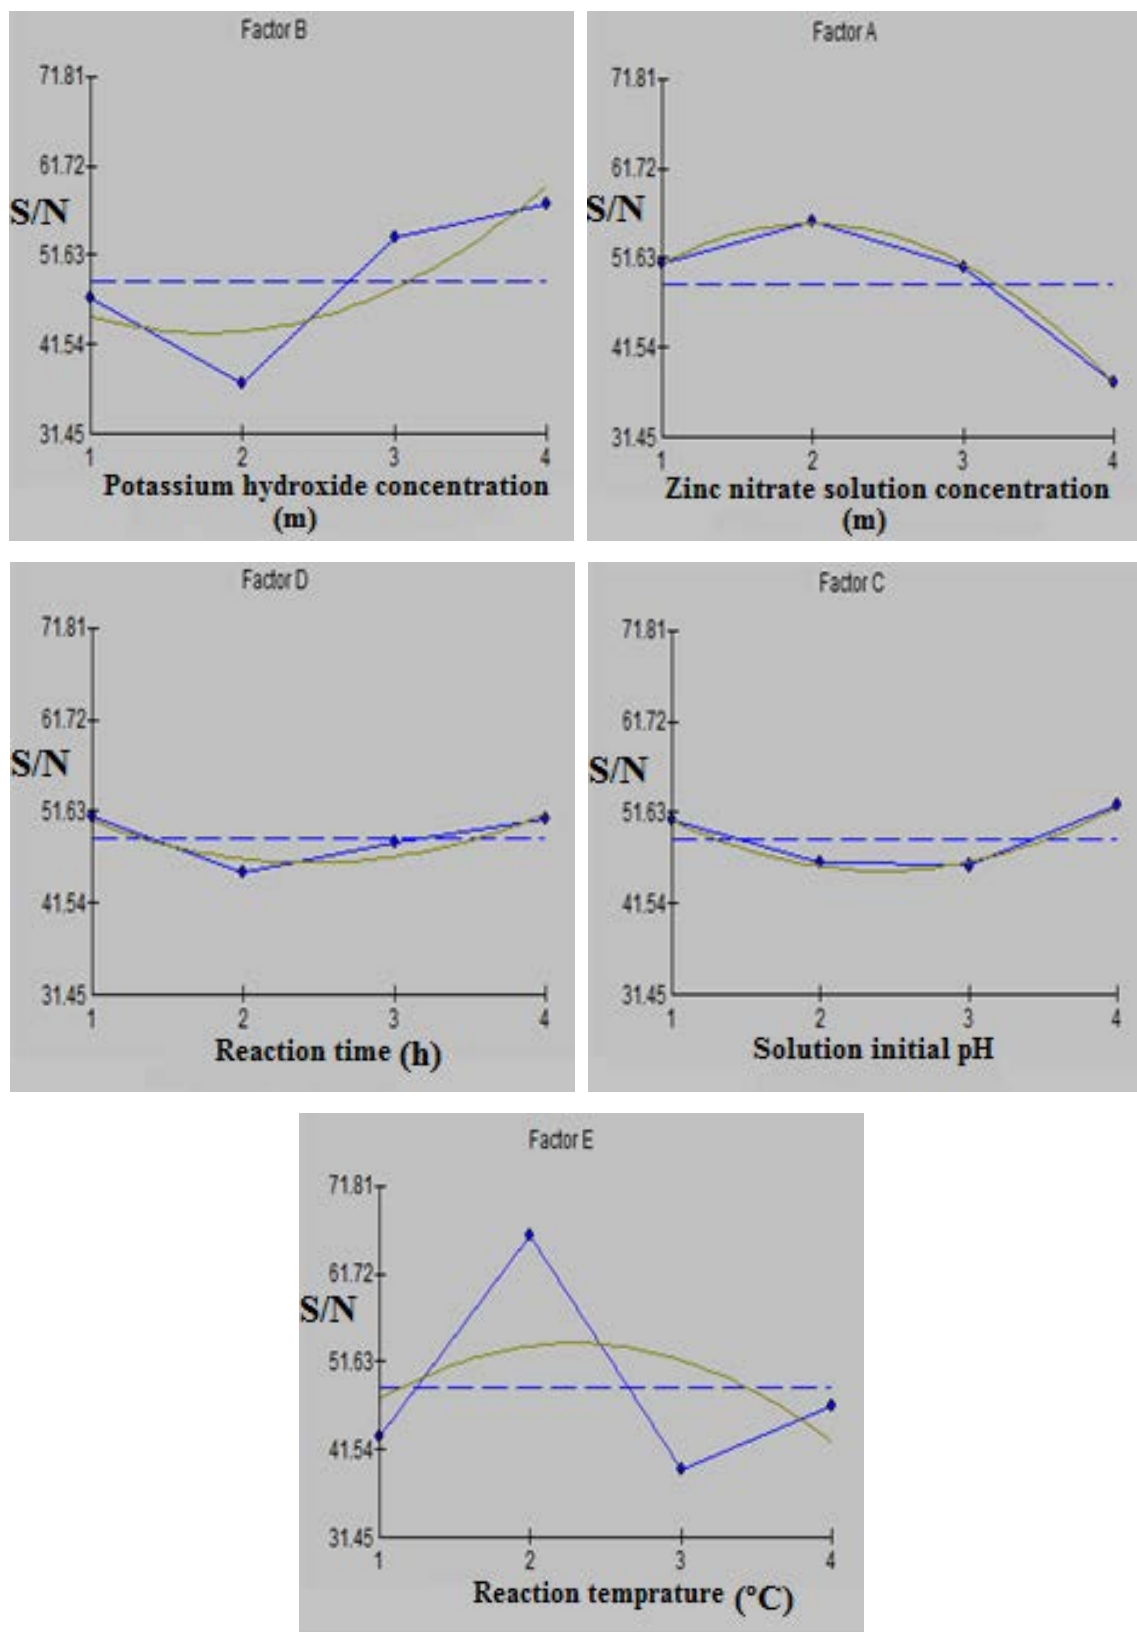 Factor B
71.81
61.72
S/N
51.63
41.54
31.45
1 2 3 4
Potassium hydroxide concentration
(m)
Factor A
71.81
61.72
S/N
51.63
41.54
31.45
1 2 3 4
Zinc nitrate solution concentration
(m)
Factor D
71.81
61.72
S/N
51.63
41.54
31.45
1 2 3 4
Reaction time (h)
Factor C
71.81
61.72
S/N
51.63
41.54
31.45
1 2 3 4
Solution initial pH
Factor E
71.81
61.72
S/N
51.63
41.54
31.45
1 2 3 4
Reaction temprature (°C)